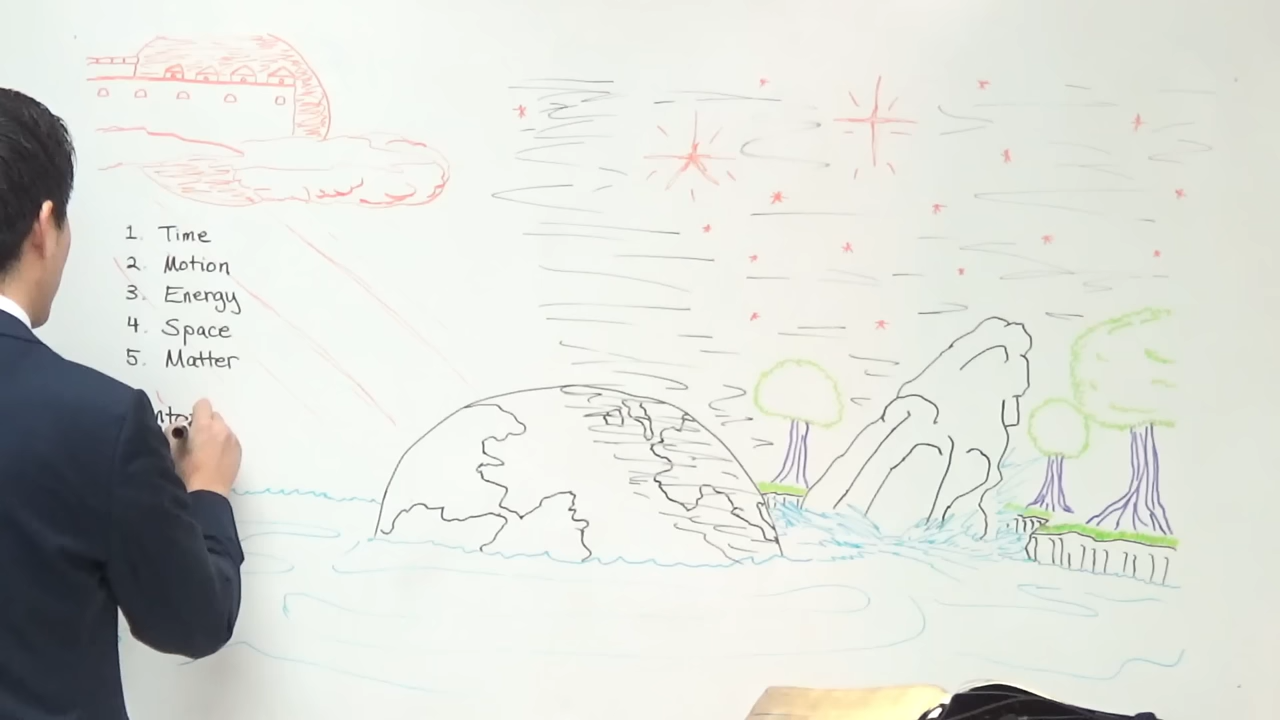 1. Time
2. Motion
3. Energy
4. Space
5. Matter